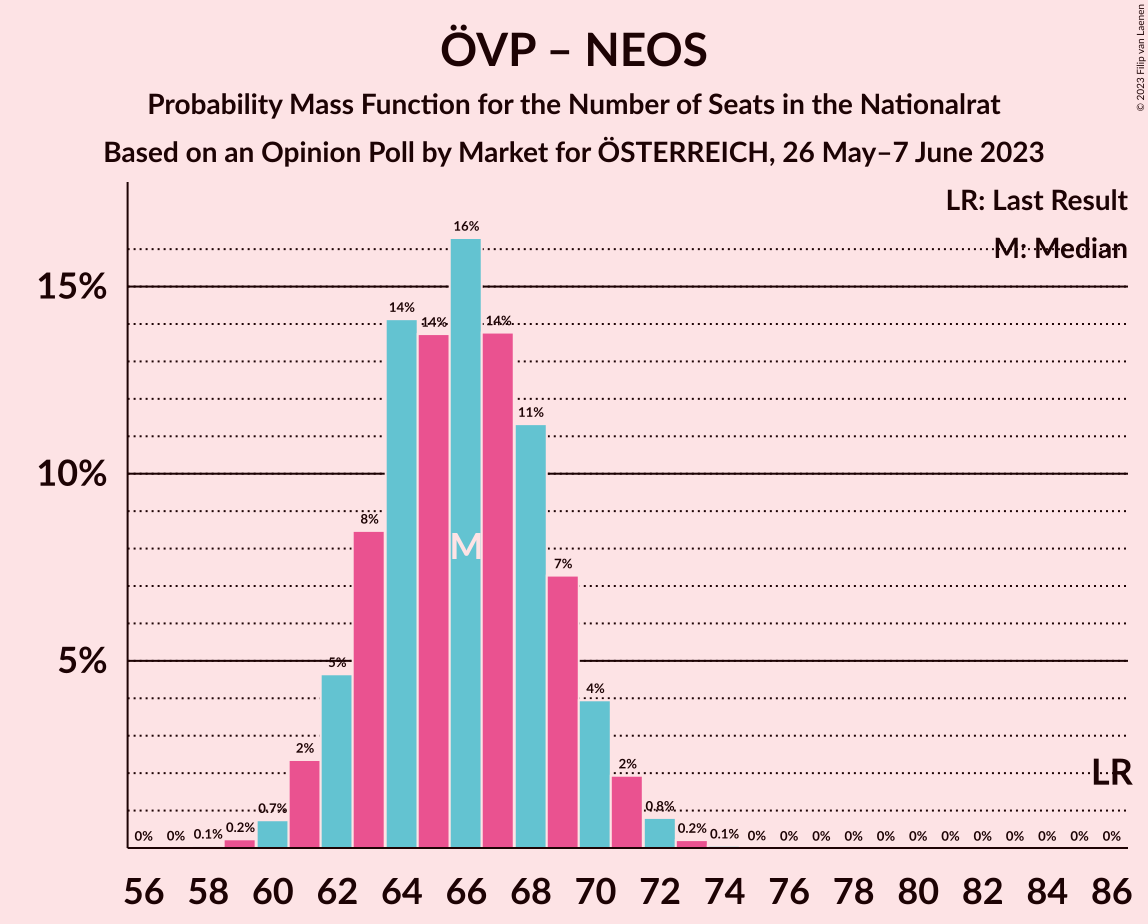 © 2023 Filip van Laenen
ÖVP – NEOS
Probability Mass Function for the Number of Seats in the Nationalrat
Based on an Opinion Poll by Market for ÖSTERREICH, 26 May–7 June 2023
LR: Last Result
M: Median
15%
10%
5%
0% 0% 0.1% 0.2% 0.7% 2% 5% 8% 14% 14% 16% 14% 11% 7% 4% 2% 0.8% 0.2% 0.1% 0% 0% 0% 0% 0% 0% 0% 0% 0% 0% 0% 0%
M
LR
56 58 60 62 64 66 68 70 72 74 76 78 80 82 84 86